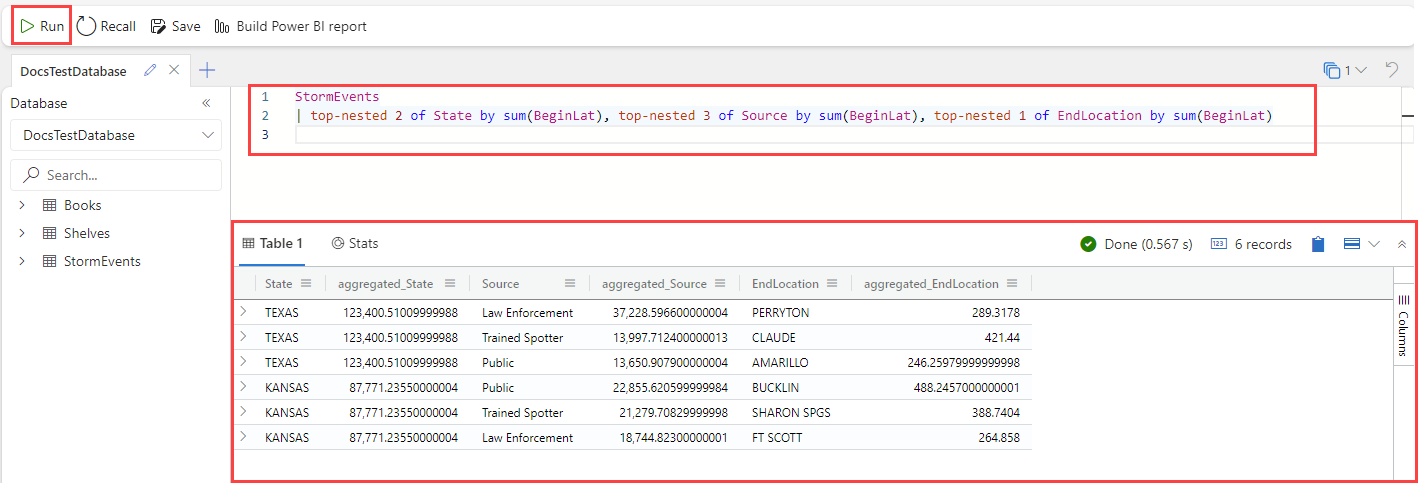 Run Recall Save Build Power BI report
DocsTestDatabase
1
Database
DocsTestDatabase
Search...
Books
Shelves
StormEvents
1 StormEvents
2 | top-nested 2 of State by sum(BeginLat), top-nested 3 of Source by sum(BeginLat), top-nested 1 of EndLocation by sum(BeginLat)
3
Table 1 Stats Done (0.567 s) 123 6 records
State aggregated_State Source aggregated_Source EndLocation aggregated_EndLocation
TEXAS 123,400.51009999988 Law Enforcement 37,228.596600000004 PERRYTON 289.3178
TEXAS 123,400.51009999988 Trained Spotter 13,997.712400000013 CLAUDE 421.44
TEXAS 123,400.51009999988 Public 13,650.907900000004 AMARILLO 246.25979999999998
KANSAS 87,771.23550000004 Public 22,855.620599999984 BUCKLIN 488.2457000000001
KANSAS 87,771.23550000004 Trained Spotter 21,279.70829999998 SHARON SPGS 388.7404
KANSAS 87,771.23550000004 Law Enforcement 18,744.82300000001 FT SCOTT 264.858
Columns